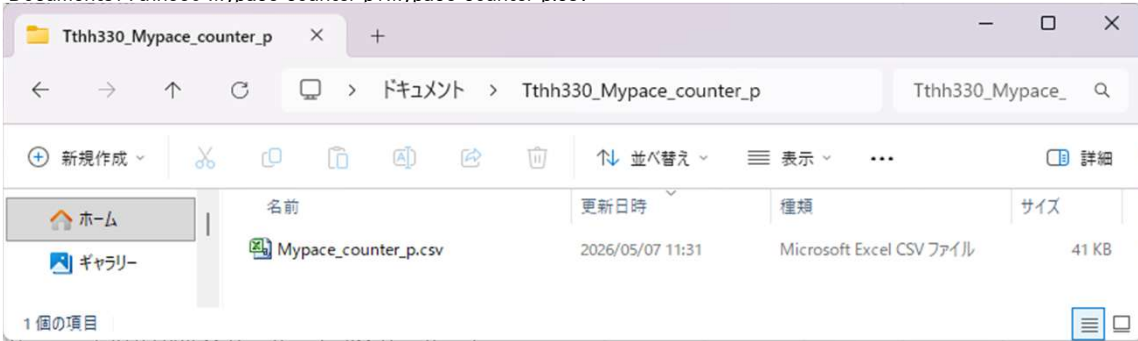 Tthh330_Mypace_counter_p
ドキュメント > Tthh330_Mypace_counter_p
Tthh330_Mypace_
新規作成 並べ替え 表示 ... 詳細
名前 更新日時 種類 サイズ
ホーム
Mypace_counter_p.csv 2026/05/07 11:31 Microsoft Excel CSV ファイル 41 KB
ギャラリー
1 個の項目